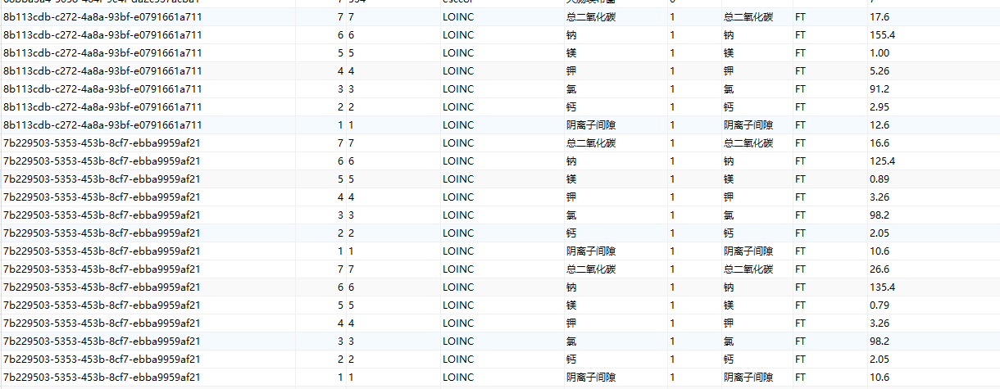 8b113cdb-c272-4a8a-93bf-e0791661a711 7 7 LOINC 总二氧化碳 1 总二氧化碳 FT 17.6
8b113cdb-c272-4a8a-93bf-e0791661a711 6 6 LOINC 钠 1 钠 FT 155.4
8b113cdb-c272-4a8a-93bf-e0791661a711 5 5 LOINC 镁 1 镁 FT 1.00
8b113cdb-c272-4a8a-93bf-e0791661a711 4 4 LOINC 钾 1 钾 FT 5.26
8b113cdb-c272-4a8a-93bf-e0791661a711 3 3 LOINC 氯 1 氯 FT 91.2
8b113cdb-c272-4a8a-93bf-e0791661a711 2 2 LOINC 钙 1 钙 FT 2.95
8b113cdb-c272-4a8a-93bf-e0791661a711 1 1 LOINC 阴离子间隙 1 阴离子间隙 FT 12.6
7b229503-5353-453b-8cf7-ebba9959af21 7 7 LOINC 总二氧化碳 1 总二氧化碳 FT 16.6
7b229503-5353-453b-8cf7-ebba9959af21 6 6 LOINC 钠 1 钠 FT 125.4
7b229503-5353-453b-8cf7-ebba9959af21 5 5 LOINC 镁 1 镁 FT 0.89
7b229503-5353-453b-8cf7-ebba9959af21 4 4 LOINC 钾 1 钾 FT 3.26
7b229503-5353-453b-8cf7-ebba9959af21 3 3 LOINC 氯 1 氯 FT 98.2
7b229503-5353-453b-8cf7-ebba9959af21 2 2 LOINC 钙 1 钙 FT 2.05
7b229503-5353-453b-8cf7-ebba9959af21 1 1 LOINC 阴离子间隙 1 阴离子间隙 FT 10.6
7b229503-5353-453b-8cf7-ebba9959af21 7 7 LOINC 总二氧化碳 1 总二氧化碳 FT 26.6
7b229503-5353-453b-8cf7-ebba9959af21 6 6 LOINC 钠 1 钠 FT 135.4
7b229503-5353-453b-8cf7-ebba9959af21 5 5 LOINC 镁 1 镁 FT 0.79
7b229503-5353-453b-8cf7-ebba9959af21 4 4 LOINC 钾 1 钾 FT 3.26
7b229503-5353-453b-8cf7-ebba9959af21 3 3 LOINC 氯 1 氯 FT 98.2
7b229503-5353-453b-8cf7-ebba9959af21 2 2 LOINC 钙 1 钙 FT 2.05
7b229503-5353-453b-8cf7-ebba9959af21 1 1 LOINC 阴离子间隙 1 阴离子间隙 FT 10.6